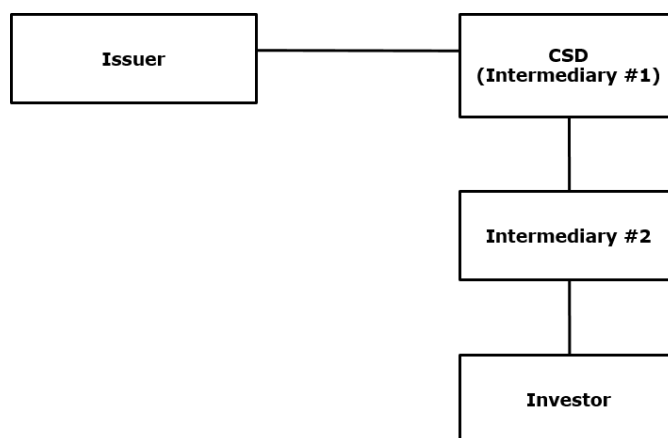 Issuer
CSD
(Intermediary #1)
Intermediary #2
Investor